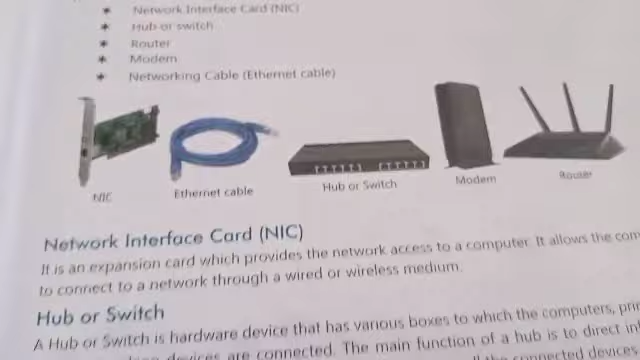 * Network Interface Card (NIC)
* Hub or switch
* Router
* Modem
* Networking Cable (Ethernet cable)
NIC
Ethernet cable
Hub or Switch
Modem
Router
Network Interface Card (NIC)
It is an expansion card which provides the network access to a computer. It allows the com
to connect to a network through a wired or wireless medium.
Hub or Switch
A Hub or Switch is hardware device that has various boxes to which the computers, pri
devices are connected. The main function of a hub is to direct inf
connected devices